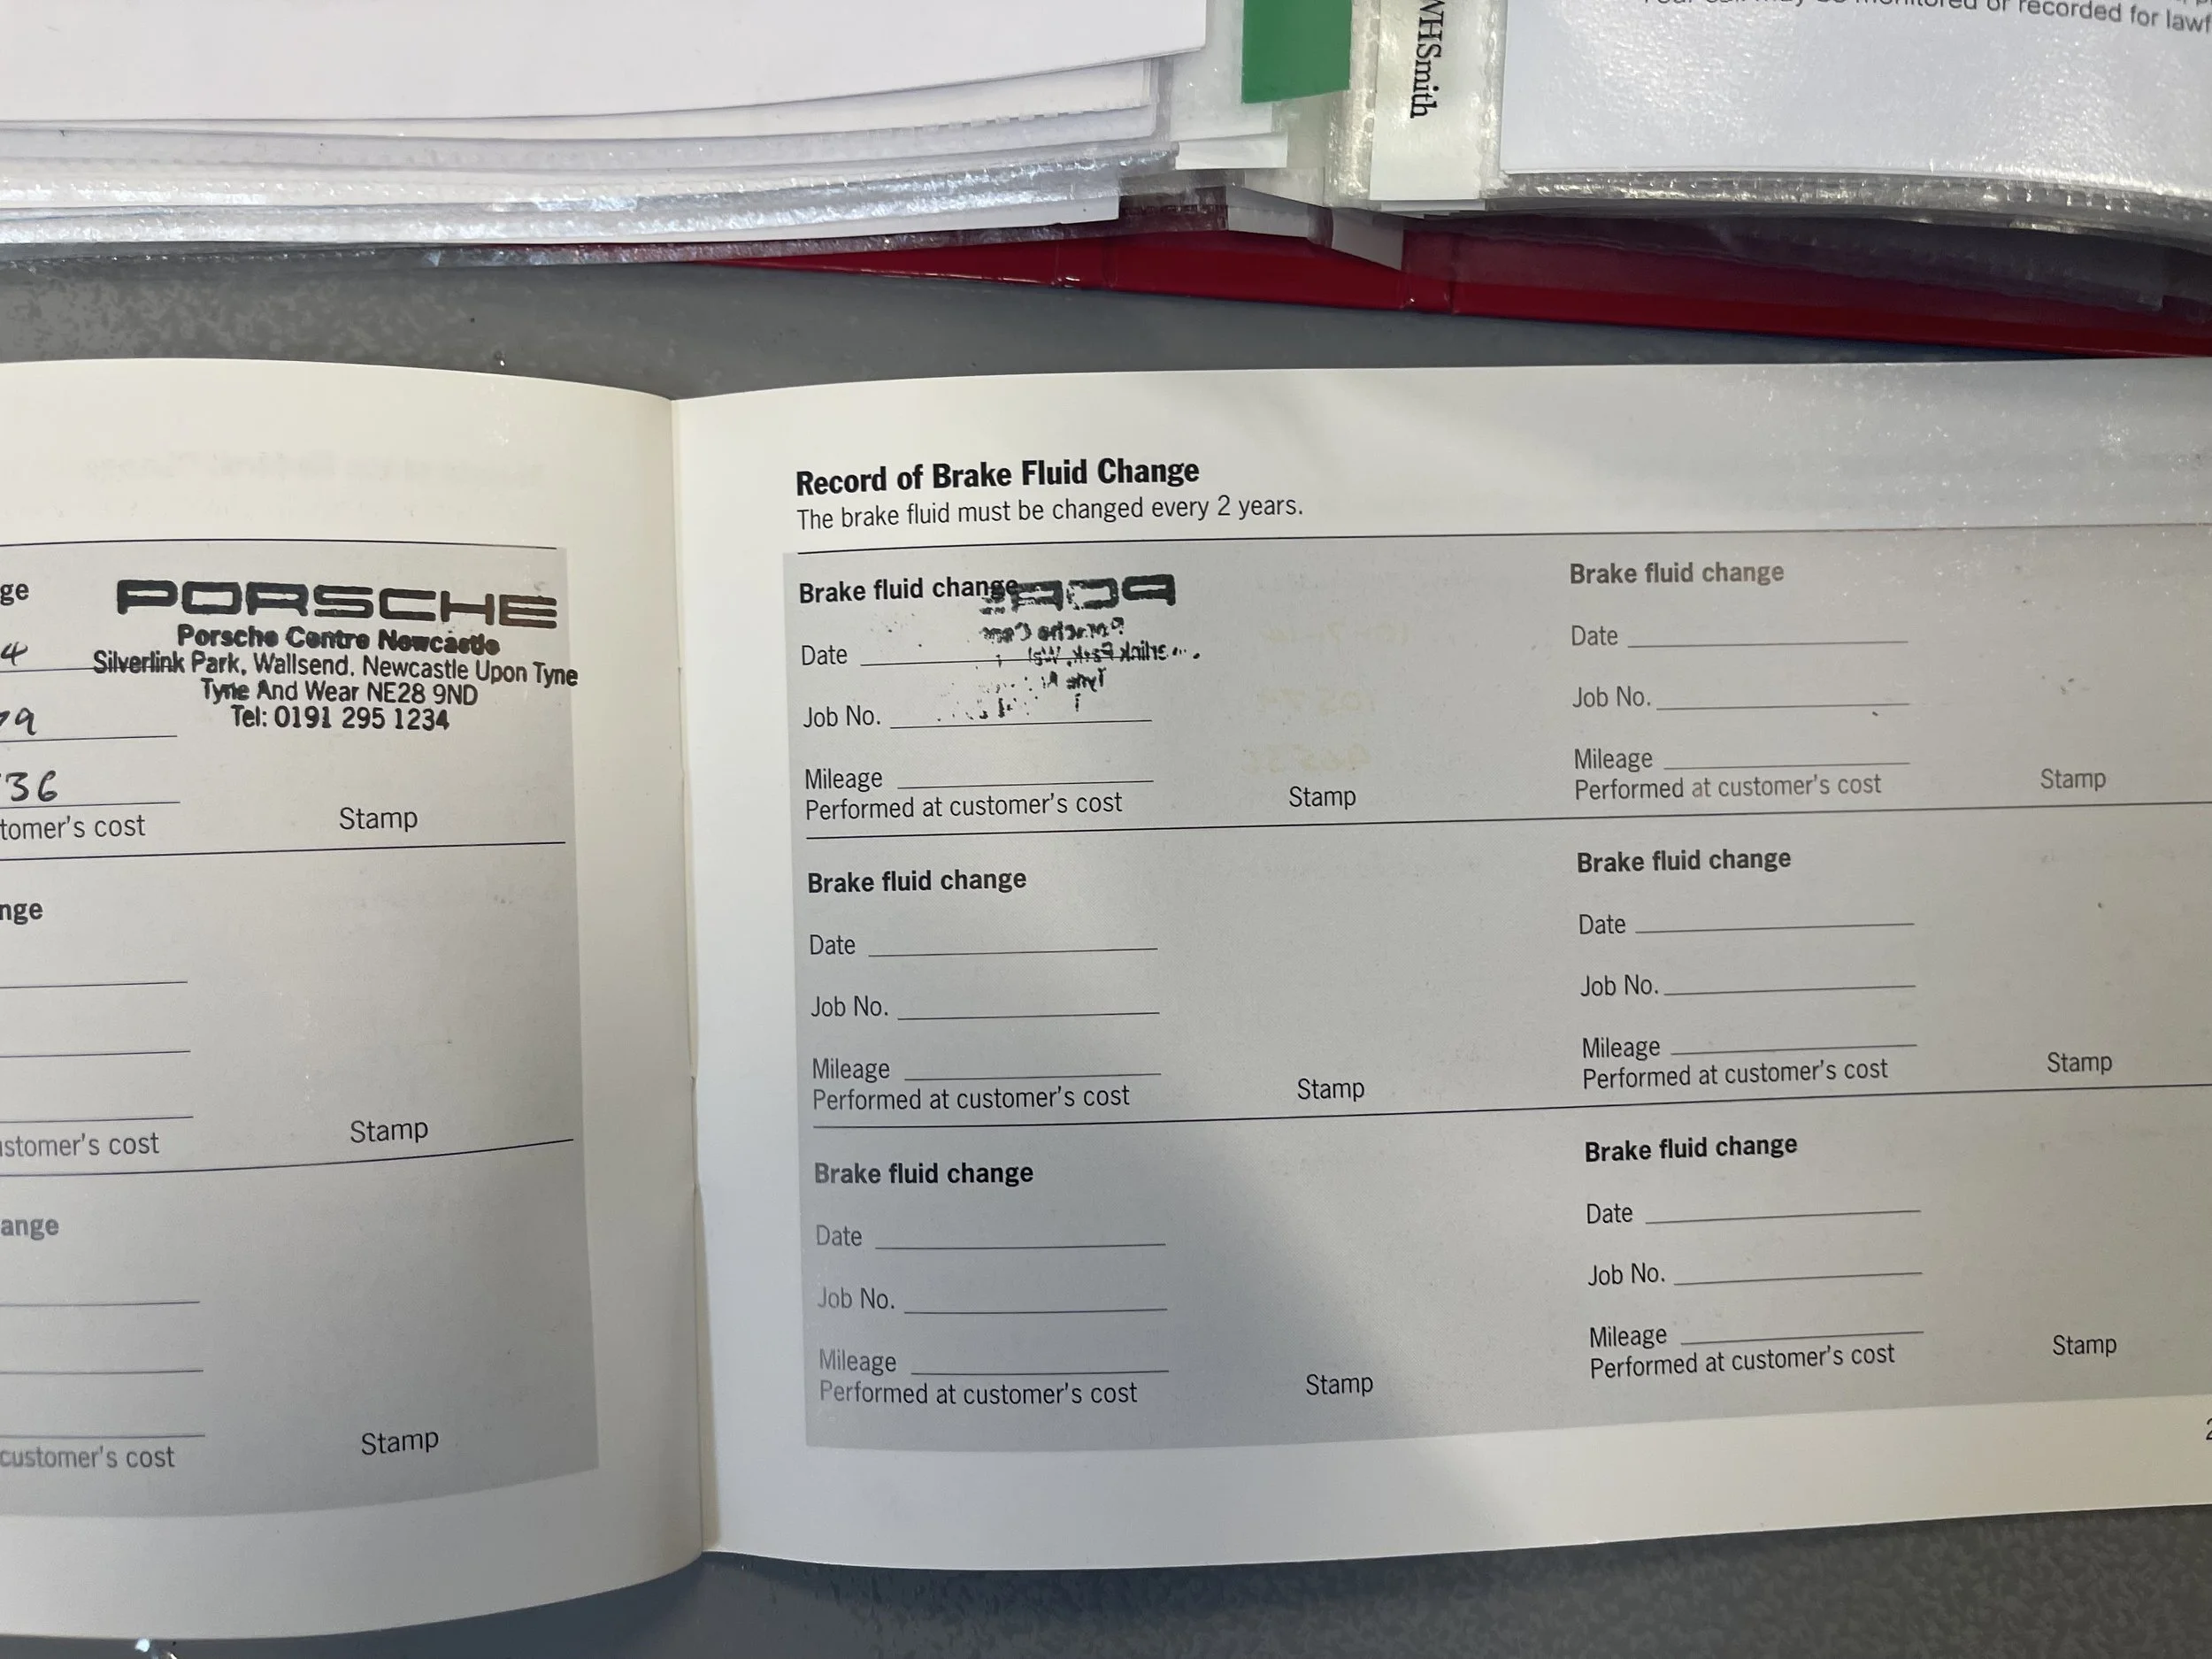 WHSmith
recorded for
ge
PORSCHE
Porsche Centre Newcastle
4
Silverlink Park, Wallsend. Newcastle Upon Tyne
Tyne And Wear NE28 9ND
Tel: 0191 295 1234
79
36
tomer's cost
Stamp
nge
stomer's cost
Stamp
ange
customer's cost
Stamp
Record of Brake Fluid Change
The brake fluid must be changed every 2 years.
Brake fluid change
Date
Job No.
Mileage
Performed at customer's cost
Stamp
Brake fluid change
Date
Job No.
Mileage
Performed at customer's cost
Stamp
Brake fluid change
Date
Job No.
Mileage
Performed at customer's cost
Stamp
Brake fluid change
Date
Job No.
Mileage
Performed at customer's cost
Stamp
Brake fluid change
Date
Job No.
Mileage
Performed at customer's cost
Stamp
Brake fluid change
Date
Job No.
Mileage
Performed at customer's cost
Stamp